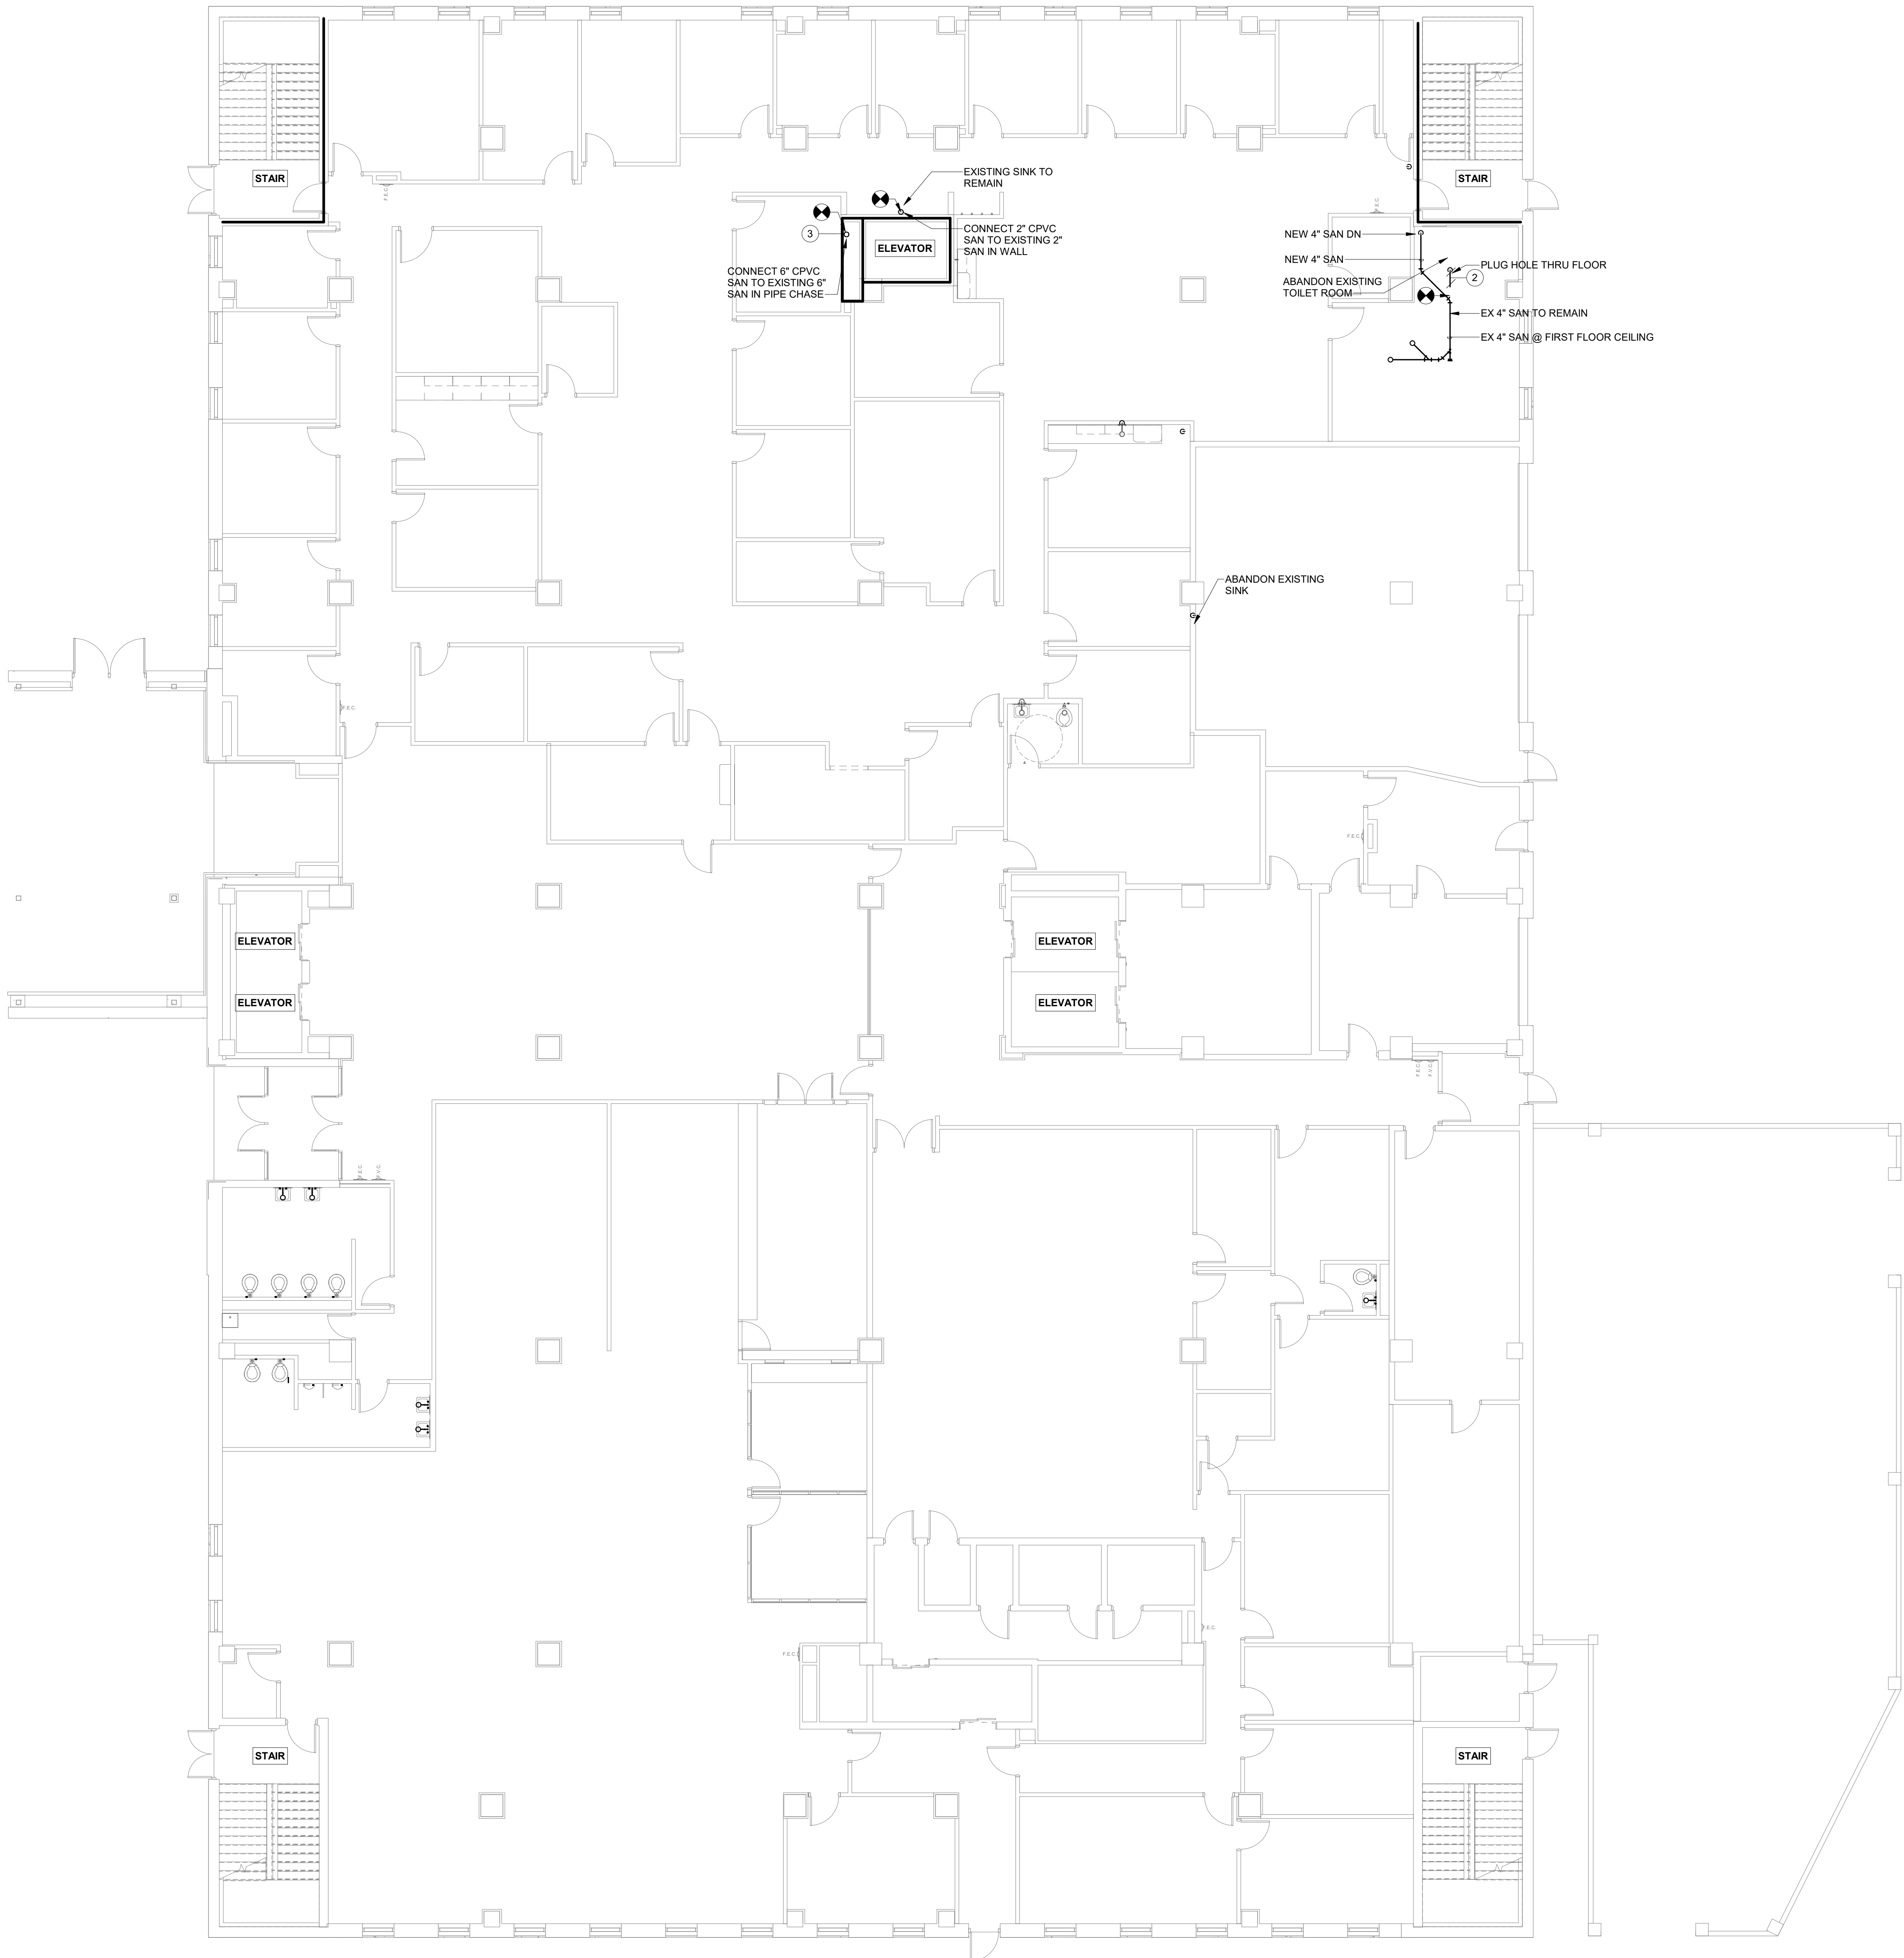 STAIR
STAIR
F.E.C.
F.E.C.
EXISTING SINK TO
REMAIN
3
ELEVATOR
CONNECT 2" CPVC
SAN TO EXISTING 2"
SAN IN WALL
CONNECT 6" CPVC
SAN TO EXISTING 6"
SAN IN PIPE CHASE
NEW 4" SAN DN
NEW 4" SAN
ABANDON EXISTING
TOILET ROOM
PLUG HOLE THRU FLOOR
2
EX 4" SAN TO REMAIN
EX 4" SAN @ FIRST FLOOR CEILING
ABANDON EXISTING
SINK
F.E.C.
F.E.C.
ELEVATOR
ELEVATOR
ELEVATOR
ELEVATOR
F.E.C.
F.V.C.
F.E.C.
F.V.C.
F.E.C.
F.E.C.
STAIR
STAIR